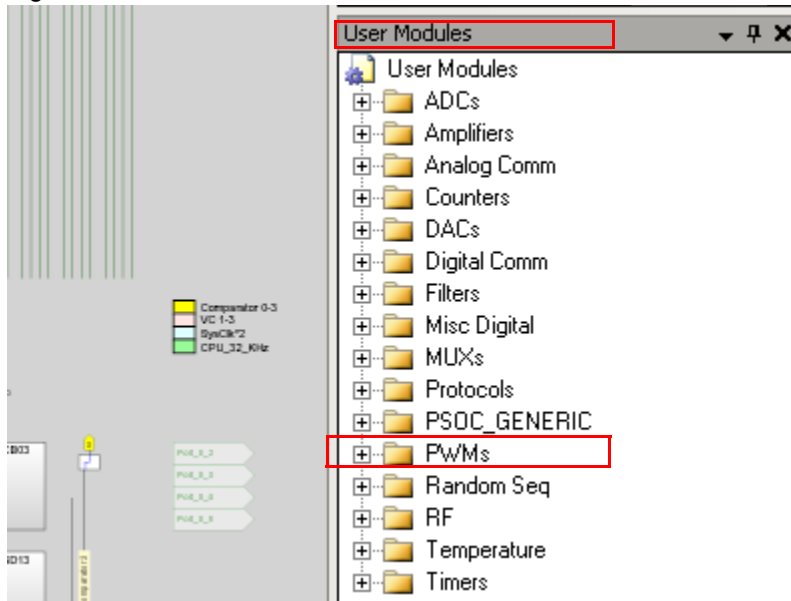 User Modules
User Modules
ADCs
Amplifiers
Analog Comm
Counters
DACs
Digital Comm
Filters
Misc Digital
MUXs
Protocols
PSOC_GENERIC
PWMs
Random Seq
RF
Temperature
Timers
Comparator 0-3
VC 1-3
SysClk*2
CPU_32_KHz